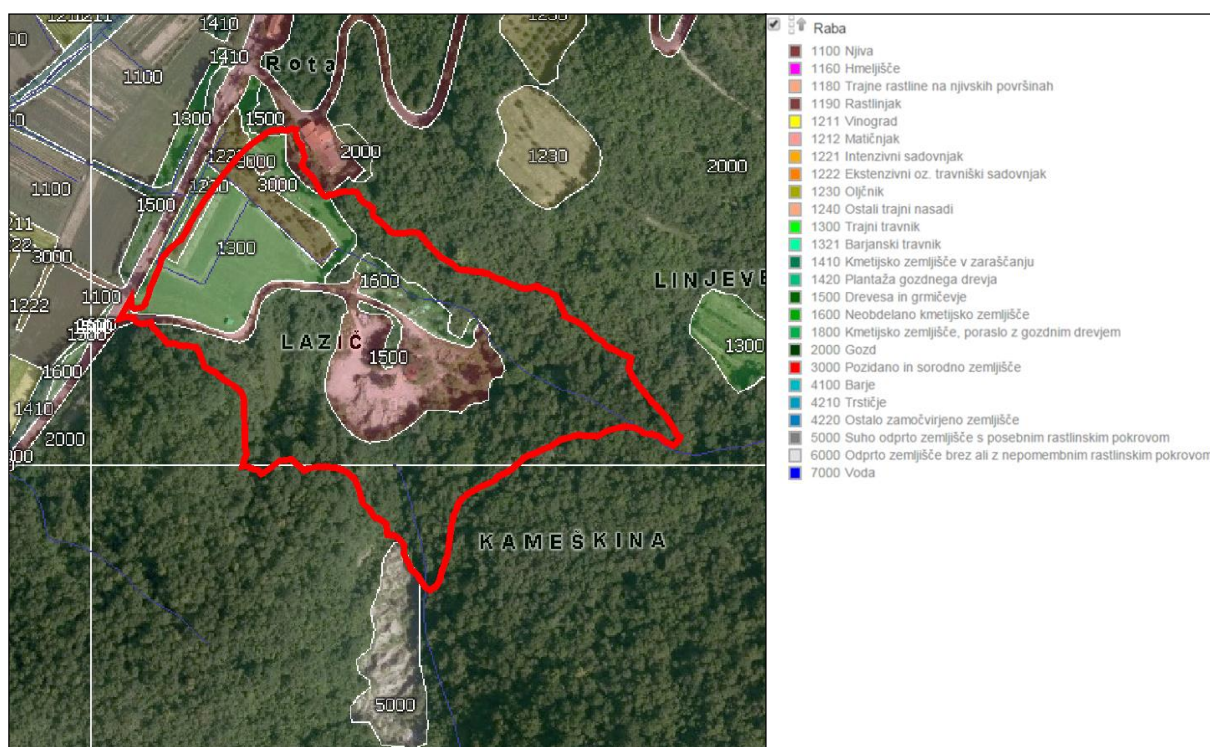 1410
1410
1100
Rota
1230
1300
1500
2000
1230
2000
3000
3000
1100
1500
1300
3000
1600
LINJEVE
1100
1222
LAZIČ
1500
1300
1600
1410
2000
KAMEŠKINA
5000
Raba
1100 Njiva
1160 Hmeljišče
1180 Trajne rastline na njivskih površinah
1190 Rastlinjak
1211 Vinograd
1212 Matičnjak
1221 Intenzivni sadovnjak
1222 Ekstenzivni oz. travniški sadovnjak
1230 Oljčnik
1240 Ostali trajni nasadi
1300 Trajni travnik
1321 Barjanski travnik
1410 Kmetijsko zemljišče v zaraščanju
1420 Plantaža gozdnega drevja
1500 Drevesa in grmičevje
1600 Neobdelano kmetijsko zemljišče
1800 Kmetijsko zemljišče, poraslo z gozdnim drevjem
2000 Gozd
3000 Pozidano in sorodno zemljišče
4100 Barje
4210 Trstičje
4220 Ostalo zamočvirjeno zemljišče
5000 Suho odprto zemljišče s posebnim rastlinskim pokrovom
6000 Odprto zemljišče brez ali z nepomembnim rastlinskim pokrovom
7000 Voda